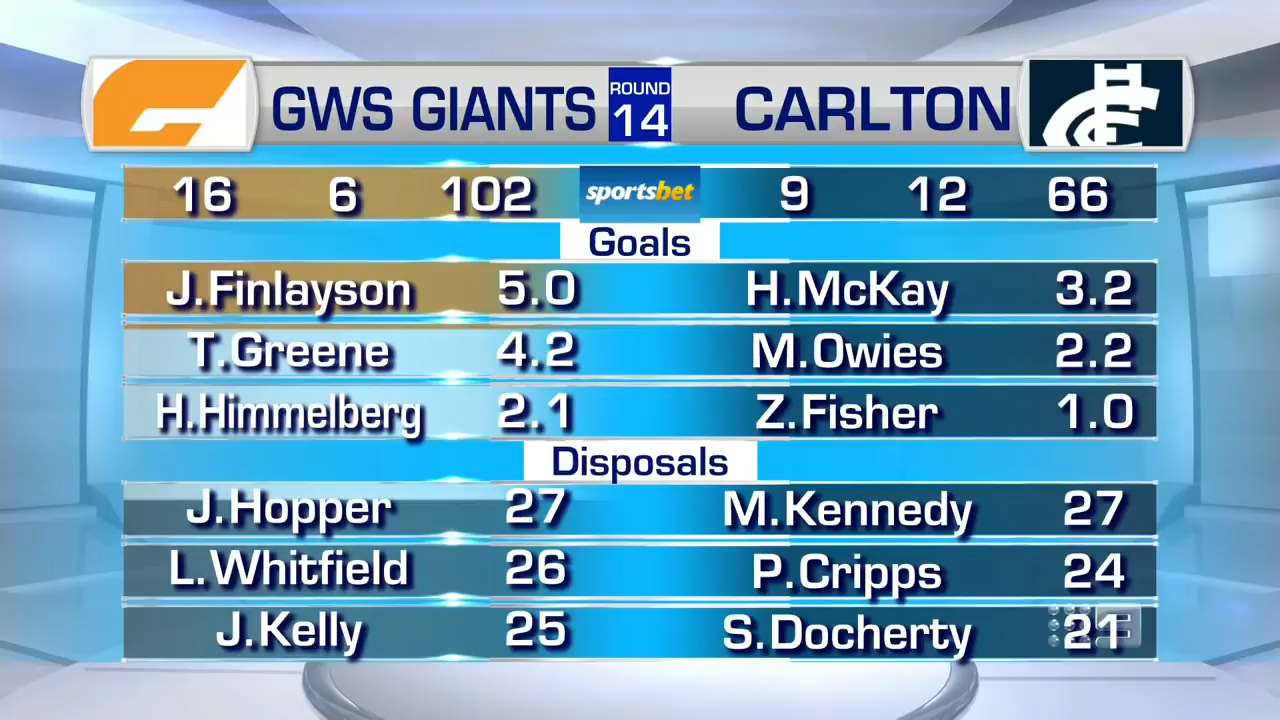 GWS GIANTS ROUND 14 CARLTON
16 6 102 sportsbet 9 12 66
Goals
J.Finlayson 5.0 H.McKay 3.2
T.Greene 4.2 M.Owies 2.2
H.Himmelberg 2.1 Z.Fisher 1.0
Disposals
J.Hopper 27 M.Kennedy 27
L.Whitfield 26 P.Cripps 24
J.Kelly 25 S.Docherty 21